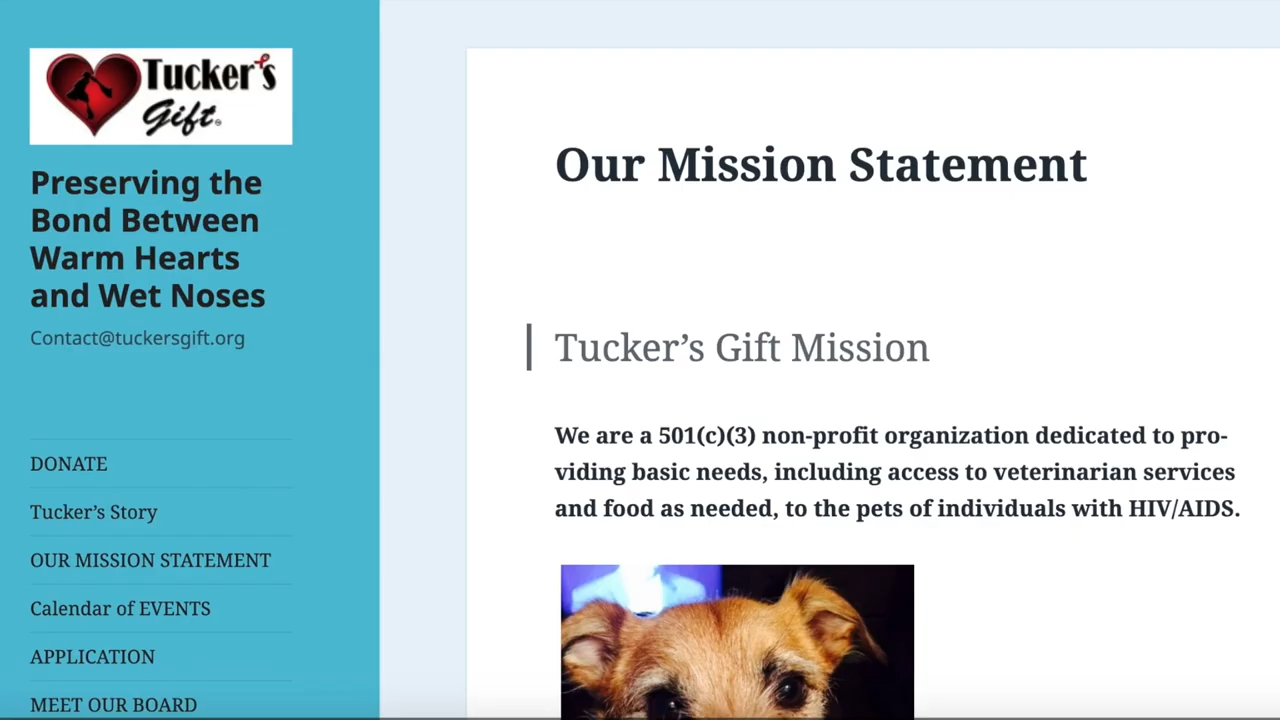 Tucker's
Gift
Preserving the
Bond Between
Warm Hearts
and Wet Noses
Contact@tuckersgift.org
DONATE
Tucker’s Story
OUR MISSION STATEMENT
Calendar of EVENTS
APPLICATION
MEET OUR BOARD
Our Mission Statement
Tucker’s Gift Mission
We are a 501(c)(3) non-profit organization dedicated to pro-
viding basic needs, including access to veterinarian services
and food as needed, to the pets of individuals with HIV/AIDS.